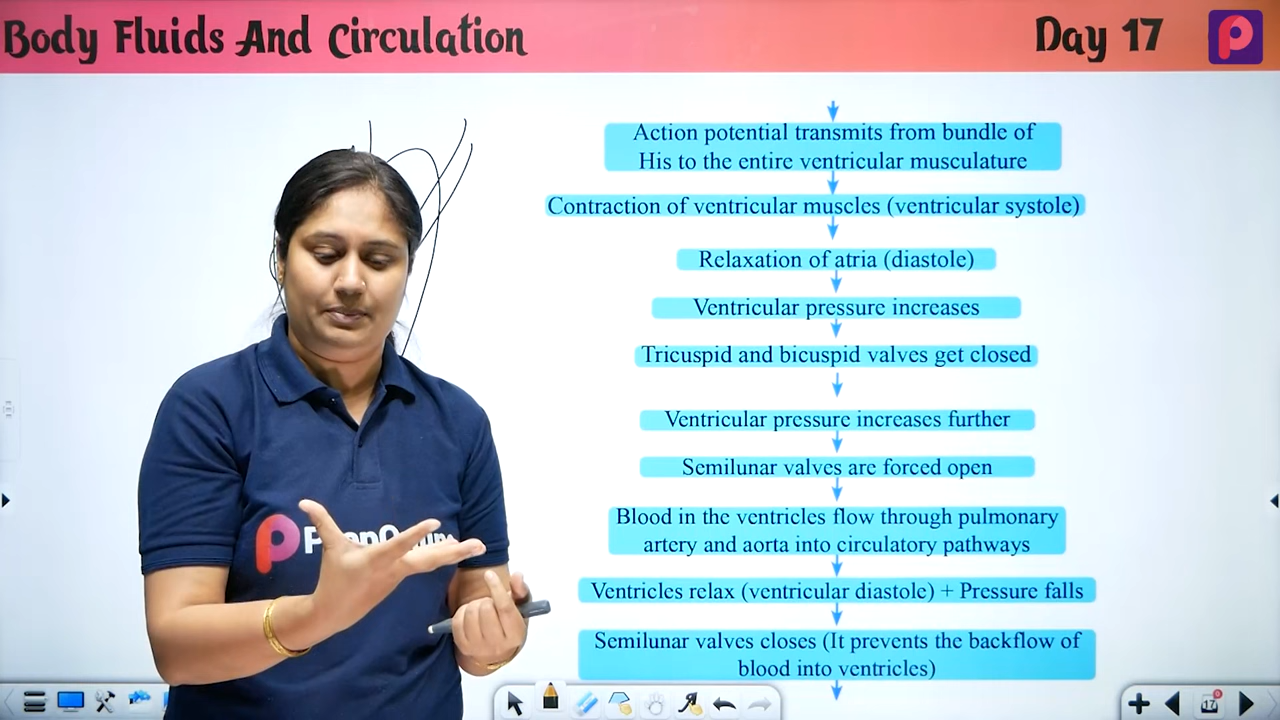 Body Fluids And Circulation
Day 17
Action potential transmits from bundle of
His to the entire ventricular musculature
Contraction of ventricular muscles (ventricular systole)
Relaxation of atria (diastole)
Ventricular pressure increases
Tricuspid and bicuspid valves get closed
Ventricular pressure increases further
Semilunar valves are forced open
Blood in the ventricles flow through pulmonary
artery and aorta into circulatory pathways
Ventricles relax (ventricular diastole) + Pressure falls
Semilunar valves closes (It prevents the backflow of
blood into ventricles)
17